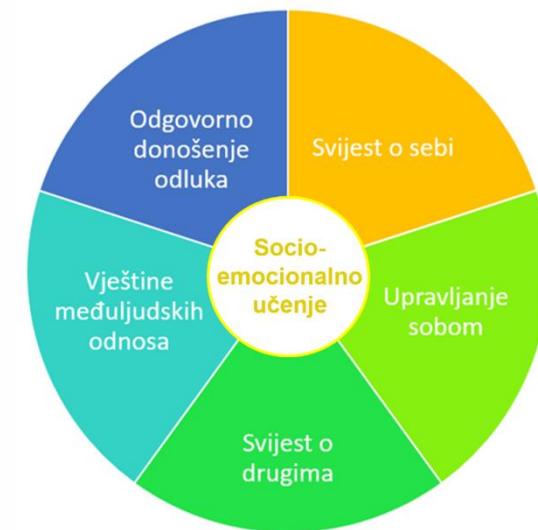 Odgovorno
donošenje
odluka
Svijest o sebi
Socio-
emocionalno
učenje
Vještine
međuljudskih
odnosa
Upravljanje
sobom
Svijest o
drugima